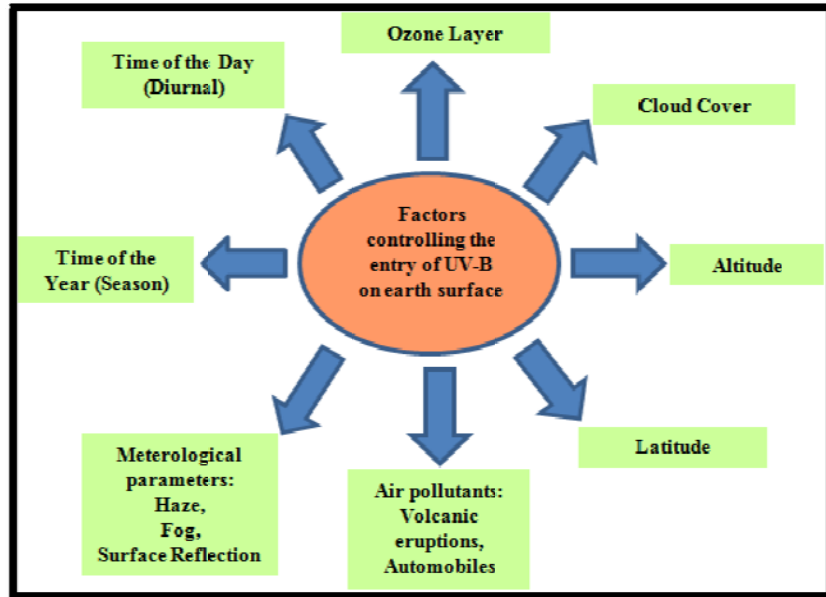 Ozone Layer
Time of the Day
(Diurnal)
Cloud Cover
Factors
controlling the
entry of UV-B
on earth surface
Time of the
Year (Season)
Altitude
Meterological
parameters:
Haze,
Fog,
Surface Reflection
Air pollutants:
Volcanic
eruptions,
Automobiles
Latitude